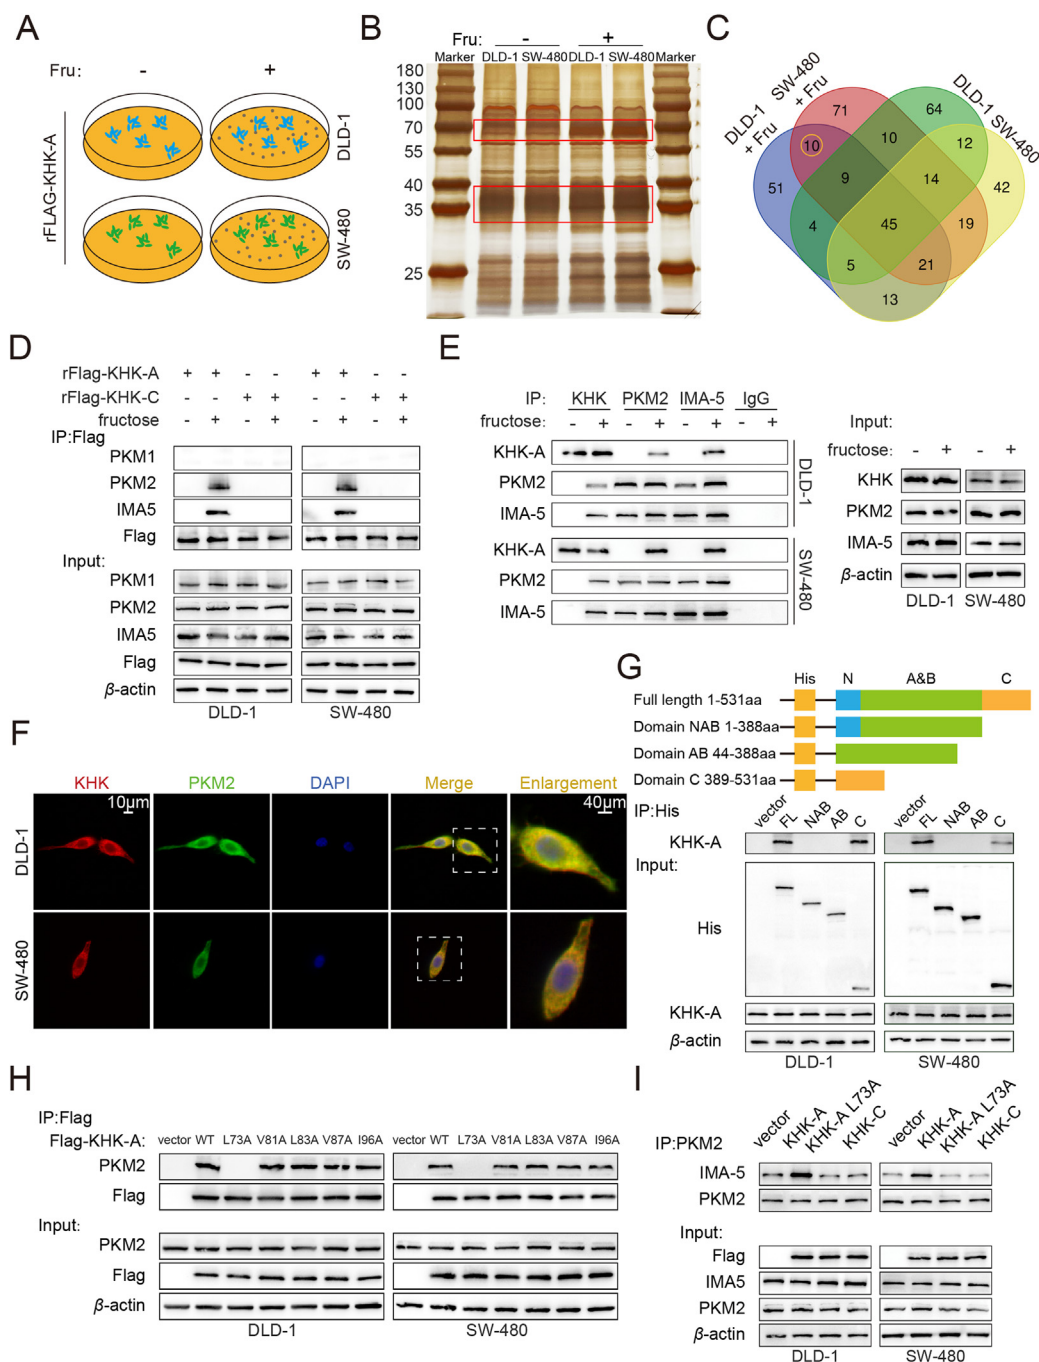 A
Fru: - +
rFLAG-KHK-A
DLD-1
SW-480
B
Fru: - +
Marker DLD-1 SW-480 DLD-1 SW-480 Marker
180
130
100
70
55
40
35
25
C
DLD-1 + Fru
SW-480 + Fru
DLD-1
SW-480
71 64
10 10 12
51 9 14 42
4 45 19
5 21
13
D
rFlag-KHK-A + + - - + + - -
rFlag-KHK-C - - + + - - + +
fructose - + - + - + - +
IP:Flag
PKM1
PKM2
IMA5
Flag
Input:
PKM1
PKM2
IMA5
Flag
β-actin
DLD-1 SW-480
E
IP: KHK PKM2 IMA-5 IgG
fructose: - + - + - + - +
KHK-A
PKM2
IMA-5
DLD-1
KHK-A
PKM2
IMA-5
SW-480
Input:
fructose: - + - +
KHK
PKM2
IMA-5
β-actin
DLD-1 SW-480
F
KHK PKM2 DAPI Merge Enlargement
10μm 40μm
DLD-1
SW-480
G
His N A&B C
Full length 1-531aa
Domain NAB 1-388aa
Domain AB 44-388aa
Domain C 389-531aa
IP:His vector FL NAB AB C vector FL NAB AB C
KHK-A
Input:
His
KHK-A
β-actin
DLD-1 SW-480
H
IP:Flag
Flag-KHK-A: vector WT L73A V81A L83A V87A I96A vector WT L73A V81A L83A V87A I96A
PKM2
Flag
Input:
PKM2
Flag
β-actin
DLD-1 SW-480
I
IP:PKM2 vector KHK-A KHK-A L73A KHK-C vector KHK-A KHK-A L73A KHK-C
IMA-5
PKM2
Input:
Flag
IMA5
PKM2
β-actin
DLD-1 SW-480